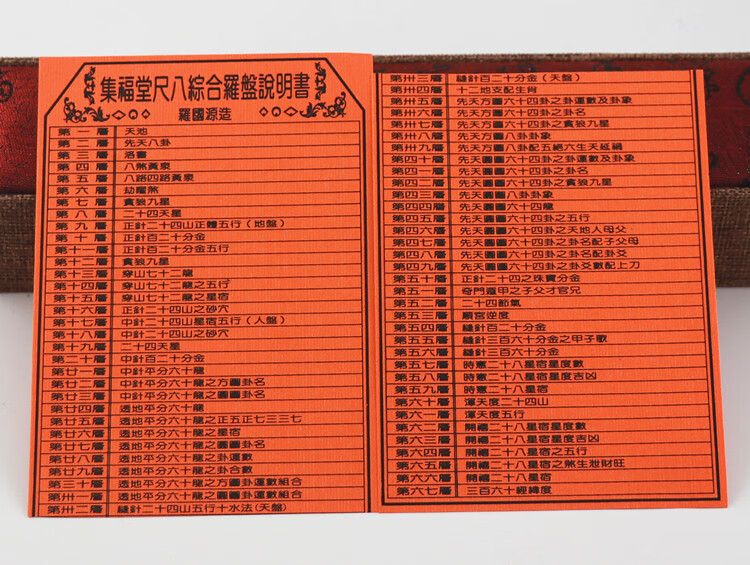 集福堂尺八綜合羅盤說明書
羅國源造
第一層 天池
第二層 先天八卦
第三層 洛書
第四層 八煞黃泉
第五層 八路四路黃泉
第六層 劫曜煞
第七層 貪狼九星
第八層 二十四天星
第九層 正針二十四山正體五行(地盤)
第十層 正針百二十分金
第十一層 正針百二十分金五行
第十二層 貪狼九星
第十三層 穿山七十二龍
第十四層 穿山七十二龍之五行
第十五層 穿山七十二龍之星宿
第十六層 正針二十四山之砂穴
第十七層 中針二十四山星宿五行(人盤)
第十八層 中針二十四山之砂穴
第十九層 二十四天星
第二十層 中針百二十分金
第廿一層 中針平分六十龍
第廿二層 中針平分六十龍之方圖卦名
第廿三層 中針平分六十龍之圓圖卦名
第廿四層 透地平分六十龍
第廿五層 透地平分六十龍之正五正七三三七
第廿六層 透地平分六十龍之星宿
第廿七層 透地平分六十龍之圓圖卦名
第廿八層 透地平分六十龍之卦運數
第廿九層 透地平分六十龍之卦合數
第三十層 透地平分六十龍之方圖卦運數組合
第卅一層 透地平分六十龍之圓圖卦運數組合
第卅二層 縫針二十四山五行十水法(天盤)
第卅三層 縫針百二十分金(天盤)
第卅四層 十二地支配生肖
第卅五層 先天方圖六十四卦之卦運數及卦象
第卅六層 先天方圖六十四卦之卦名
第卅七層 先天方圖六十四卦之貪狼九星
第卅八層 先天方圖八卦卦象
第卅九層 先天方圖八卦配五絕六生天延禍
第四十層 先天圓圖六十四卦之卦運數及卦象
第四一層 先天圓圖六十四卦之卦名
第四二層 先天圓圖六十四卦之貪狼九星
第四三層 先天圓圖八卦卦象
第四四層 先天圓圖六十四龍
第四五層 先天圓圖六十四卦之五行
第四六層 先天圓圖六十四卦之天地人母父
第四七層 先天圓圖六十四卦之卦名配子父母
第四八層 先天圓圖六十四卦之卦名配卦爻
第四九層 先天圓圖六十四卦之卦爻數配上刀
第五十層 正針二十四之珠寶分金
第五一層 奇門遁甲之子父才官兄
第五二層 二十四節氣
第五三層 順宮逆度
第五四層 縫針百二十分金
第五五層 縫針三百六十分金之甲子歌
第五六層 縫針三百六十分金
第五七層 時憲二十八星宿星度數
第五八層 時憲二十八星宿星度吉凶
第五九層 時憲二十八星宿
第六十層 渾天度二十四山
第六一層 渾天度五行
第六二層 開禧二十八星宿星度數
第六三層 開禧二十八星宿星度吉凶
第六四層 開禧二十八星宿之五行
第六五層 開禧二十八星宿之煞生泄財旺
第六六層 開禧二十八星宿
第六七層 三百六十經緯度